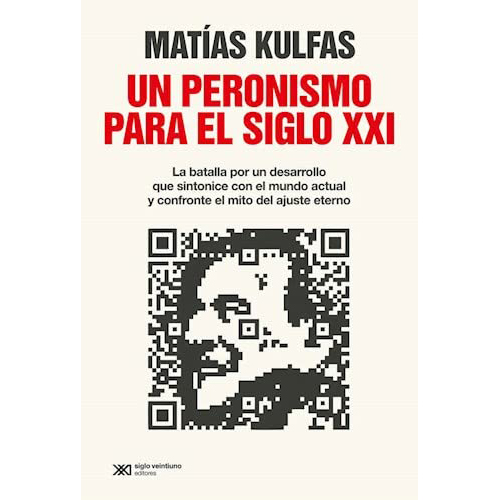 MATÍAS KULFAS
UN PERONISMO
PARA EL SIGLO XXI
La batalla por un desarrollo
que sintonice con el mundo actual
y confronte el mito del ajuste eterno
siglo veintiuno
editores